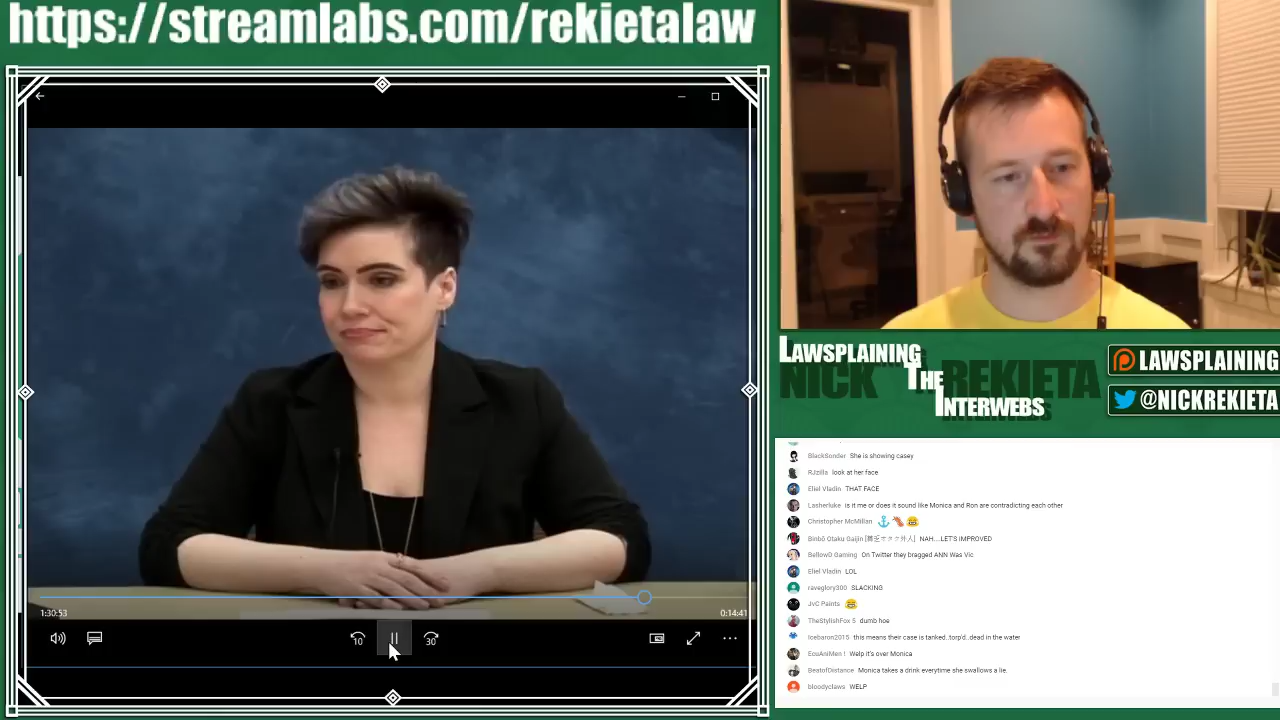 https://streamlabs.com/rekietalaw
1:30:53
0:14:41
10
30
LAWSPLAINING
THE
INTERWEBS
NICK REKIETA
LAWSPLAINING
@NICKREKIETA
BlackSonder She is showing casey
RJzilla look at her face
Eliel Vladin THAT FACE
Lasherluke is it me or does it sound like Monica and Ron are contradicting each other
Christopher McMillan
Binbō Otaku Gaijin NAH....LET'S IMPROVED
BellowD Gaming On Twitter they bragged ANN Was Vic
Eliel Vladin LOL
raveglory300 SLACKING
JvC Paints
TheStylishFox 5 dumb hoe
Icebaron2015 this means their case is tanked..torp'd..dead in the water
EcuAniMen ! Welp it's over Monica
BeatofDistance Monica takes a drink everytime she swallows a lie.
bloodyclaws WELP